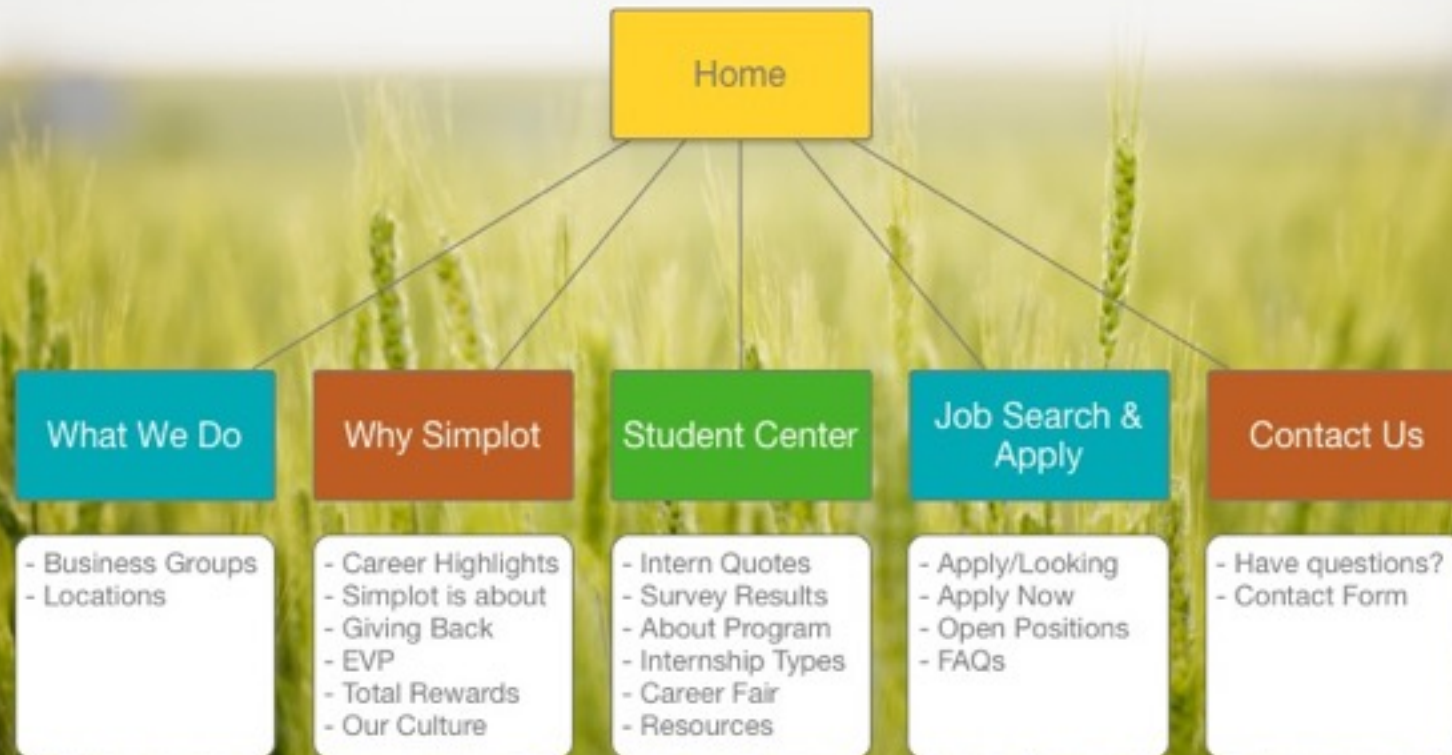 Home
What We Do
- Business Groups
- Locations
Why Simplot
- Career Highlights
- Simplot is about
- Giving Back
- EVP
- Total Rewards
- Our Culture
Student Center
- Intern Quotes
- Survey Results
- About Program
- Internship Types
- Career Fair
- Resources
Job Search &
Apply
- Apply/Looking
- Apply Now
- Open Positions
- FAQs
Contact Us
- Have questions?
- Contact Form